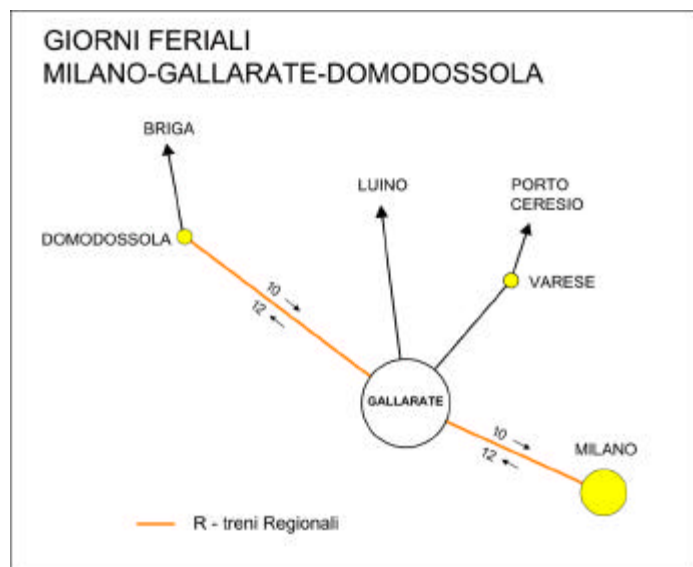 GIORNI FERIALI
MILANO-GALLARATE-DOMODOSSOLA
BRIGA
LUINO
PORTO
CERESIO
DOMODOSSOLA
VARESE
10
12
GALLARATE
10
12
MILANO
R - treni Regionali